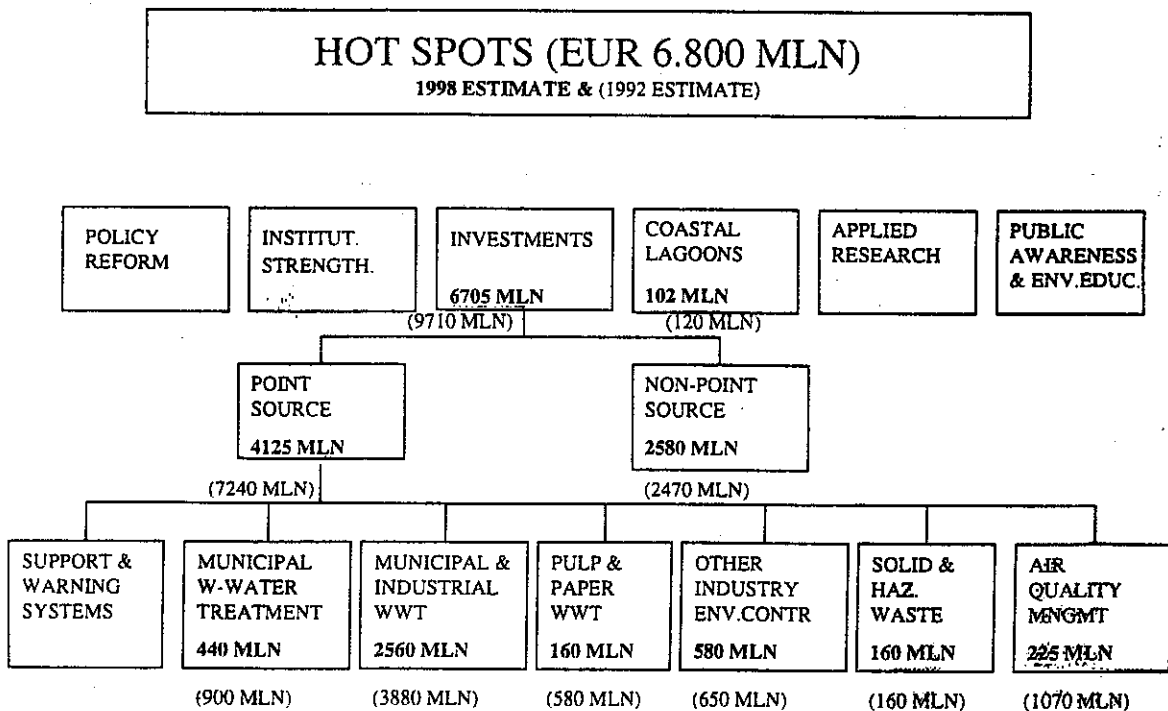 HOT SPOTS (EUR 6.800 MLN)
1998 ESTIMATE & (1992 ESTIMATE)
POLICY
REFORM
INSTITUT.
STRENGTH.
INVESTMENTS
6705 MLN
(9710 MLN)
COASTAL
LAGOONS
102 MLN
(120 MLN)
APPLIED
RESEARCH
PUBLIC
AWARENESS
& ENV.EDUC.
POINT
SOURCE
4125 MLN
(7240 MLN)
NON-POINT
SOURCE
2580 MLN
(2470 MLN)
SUPPORT &
WARNING
SYSTEMS
MUNICIPAL
W-WATER
TREATMENT
440 MLN
(900 MLN)
MUNICIPAL &
INDUSTRIAL
WWT
2560 MLN
(3880 MLN)
PULP &
PAPER
WWT
160 MLN
(580 MLN)
OTHER
INDUSTRY
ENV.CONTR
580 MLN
(650 MLN)
SOLID &
HAZ.
WASTE
160 MLN
(160 MLN)
AIR
QUALITY
MNGMT
225 MLN
(1070 MLN)